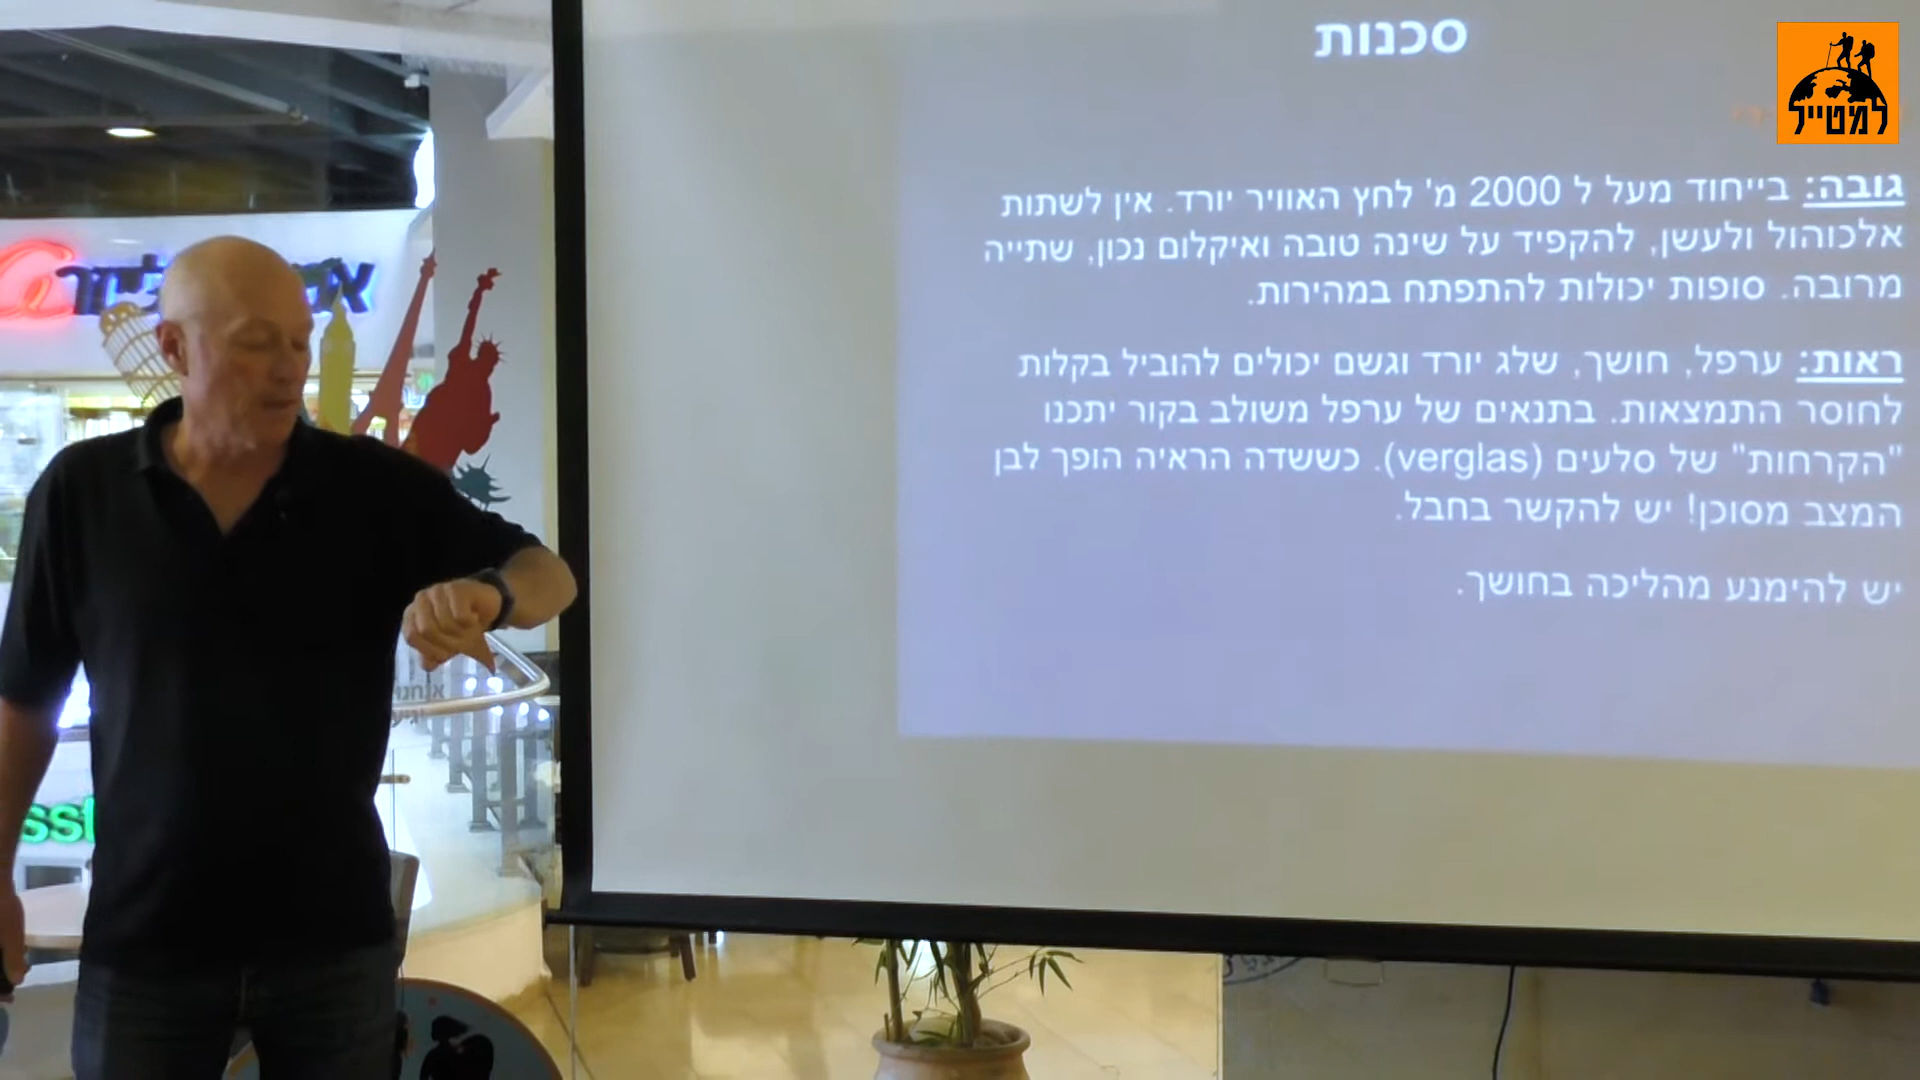 סכנות
למטייל
גובה: בייחוד מעל ל 2000 מ' לחץ האוויר יורד. אין לשתות
אלכוהול ולעשן, להקפיד על שינה טובה ואיקלום נכון, שתייה
מרובה. סופות יכולות להתפתח במהירות.
ראות: ערפל, חושך, שלג יורד וגשם יכולים להוביל בקלות
לחוסר התמצאות. בתנאים של ערפל משולב בקור יתכנו
"הקרחות" של סלעים (verglas). כששדה הראיה הופך לבן
המצב מסוכן! יש להקשר בחבל.
יש להימנע מהליכה בחושך.